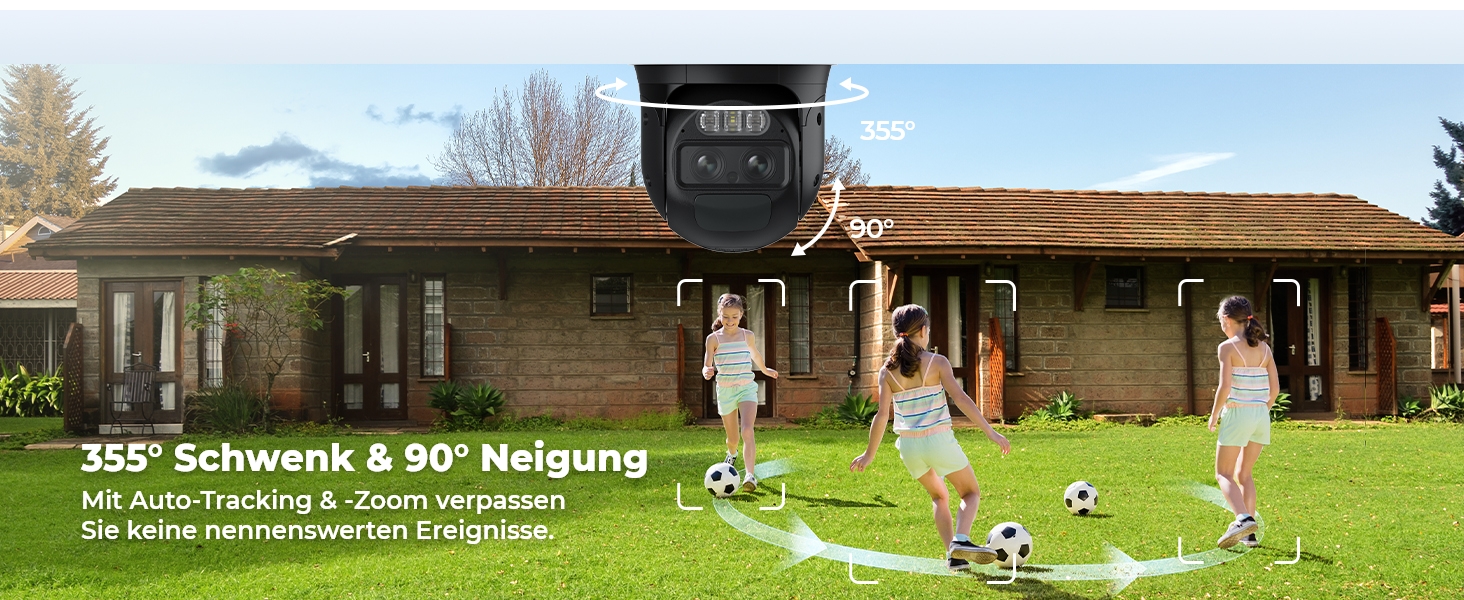 355°
90°
355° Schwenk & 90° Neigung
Mit Auto-Tracking & -Zoom verpassen
Sie keine nennenswerten Ereignisse.